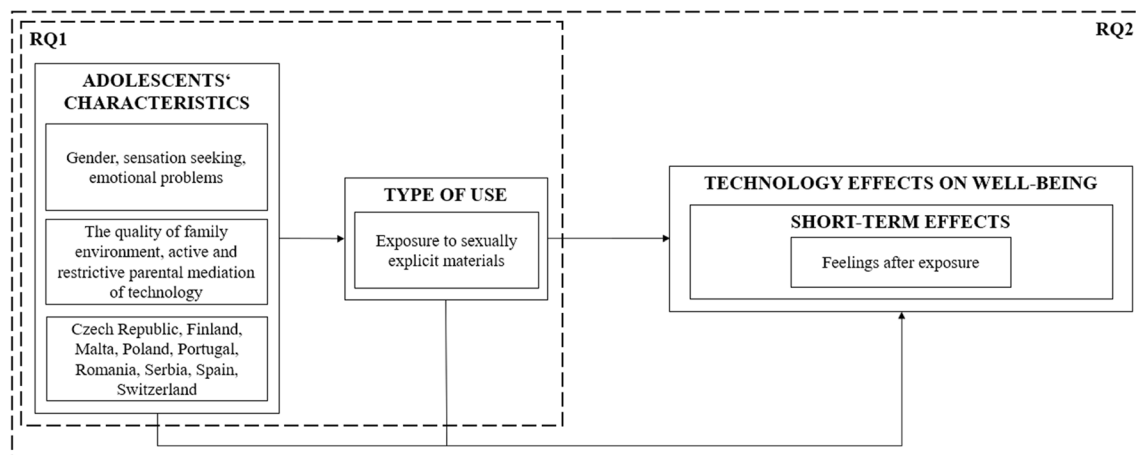 RQ1
RQ2
ADOLESCENTS‘
CHARACTERISTICS
Gender, sensation seeking,
emotional problems
The quality of family
environment, active and
restrictive parental mediation
of technology
Czech Republic, Finland,
Malta, Poland, Portugal,
Romania, Serbia, Spain,
Switzerland
TYPE OF USE
Exposure to sexually
explicit materials
TECHNOLOGY EFFECTS ON WELL-BEING
SHORT-TERM EFFECTS
Feelings after exposure